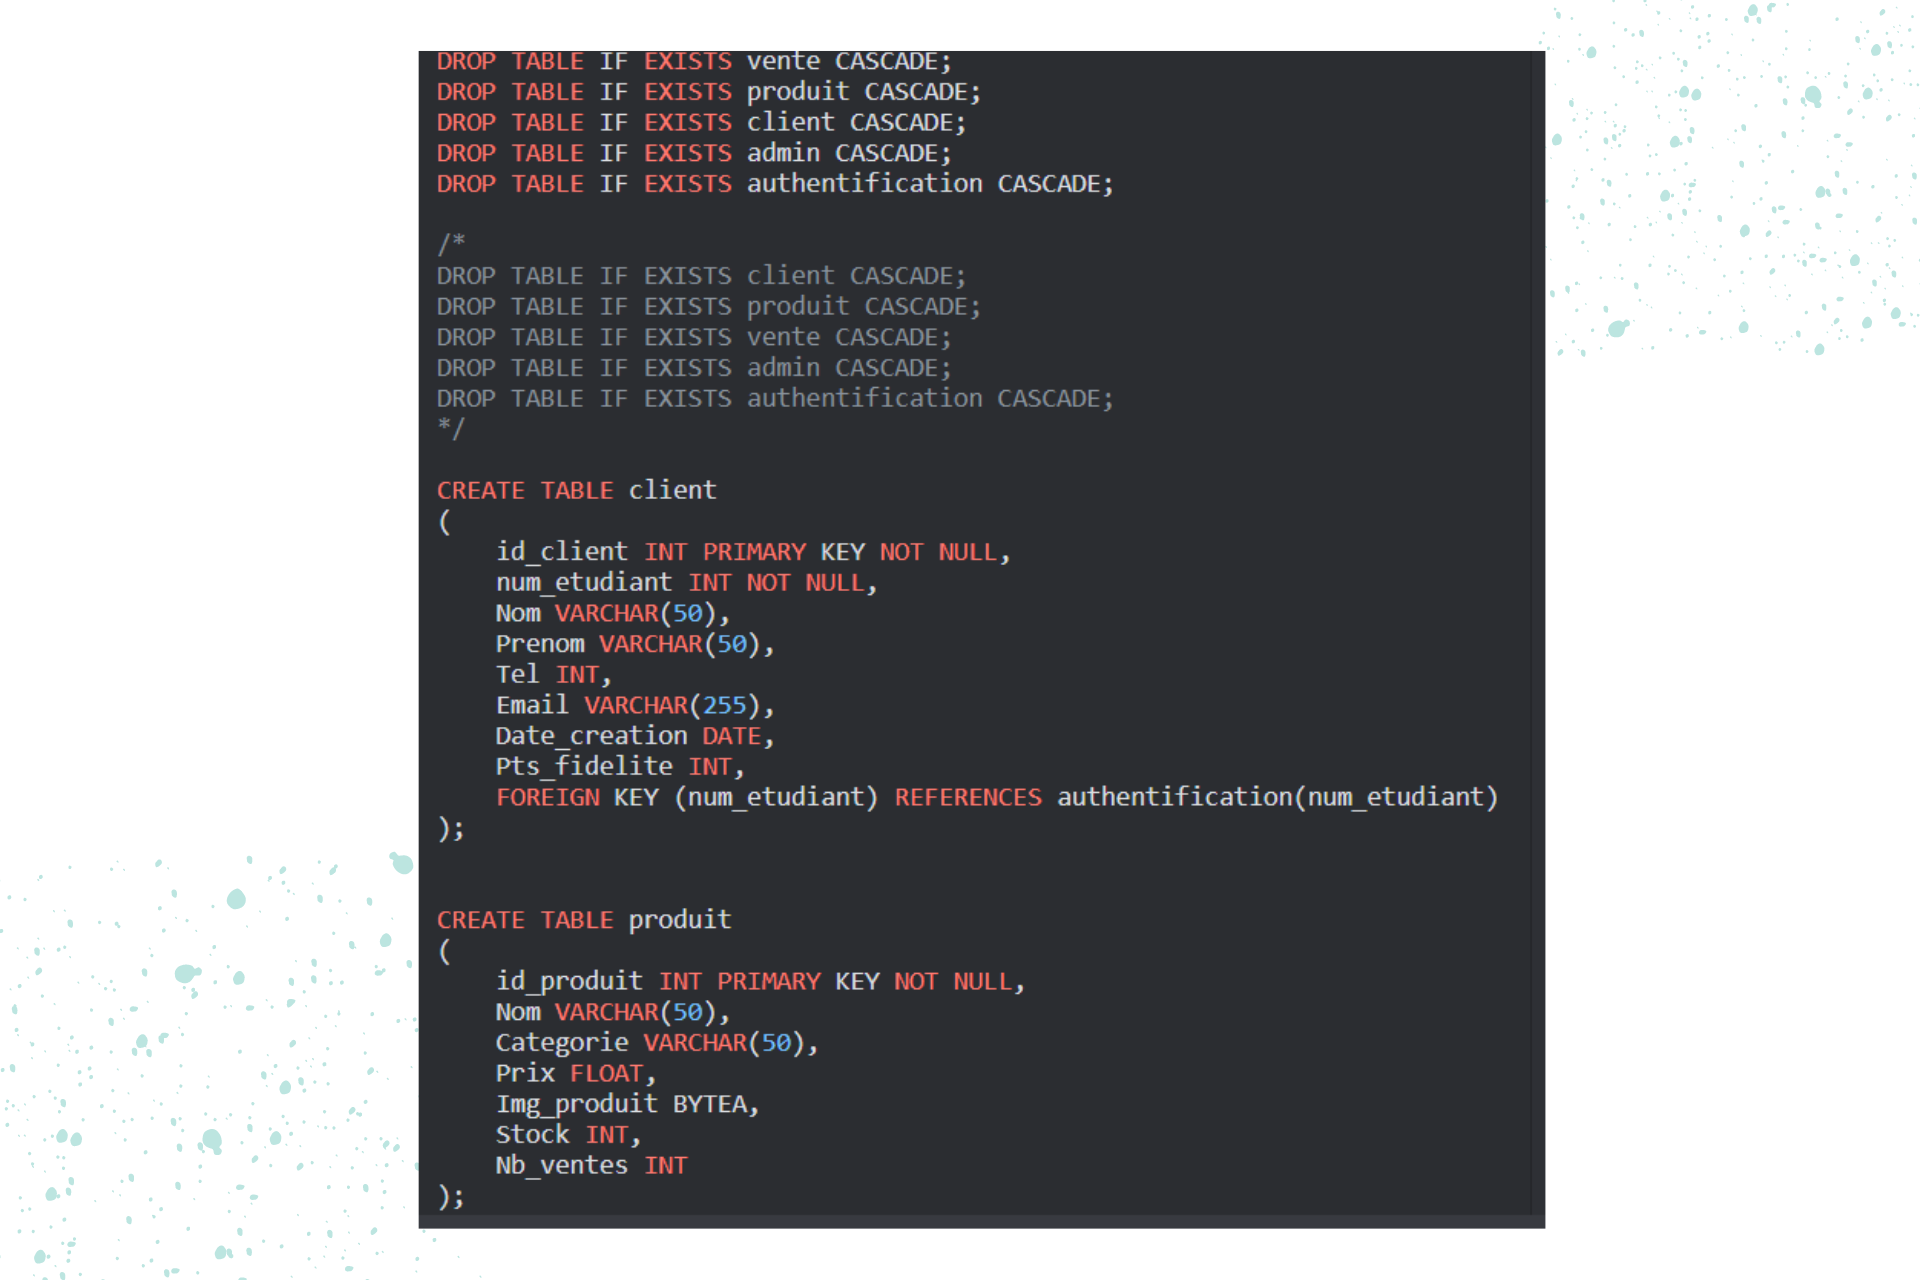 DROP TABLE IF EXISTS vente CASCADE;
DROP TABLE IF EXISTS produit CASCADE;
DROP TABLE IF EXISTS client CASCADE;
DROP TABLE IF EXISTS admin CASCADE;
DROP TABLE IF EXISTS authentification CASCADE;
/*
DROP TABLE IF EXISTS client CASCADE;
DROP TABLE IF EXISTS produit CASCADE;
DROP TABLE IF EXISTS vente CASCADE;
DROP TABLE IF EXISTS admin CASCADE;
DROP TABLE IF EXISTS authentification CASCADE;
*/
CREATE TABLE client
(
id_client INT PRIMARY KEY NOT NULL,
num_etudiant INT NOT NULL,
Nom VARCHAR(50),
Prenom VARCHAR(50),
Tel INT,
Email VARCHAR(255),
Date_creation DATE,
Pts_fidelite INT,
FOREIGN KEY (num_etudiant) REFERENCES authentification(num_etudiant)
);
CREATE TABLE produit
(
id_produit INT PRIMARY KEY NOT NULL,
Nom VARCHAR(50),
Categorie VARCHAR(50),
Prix FLOAT,
Img_produit BYTEA,
Stock INT,
Nb_ventes INT
);